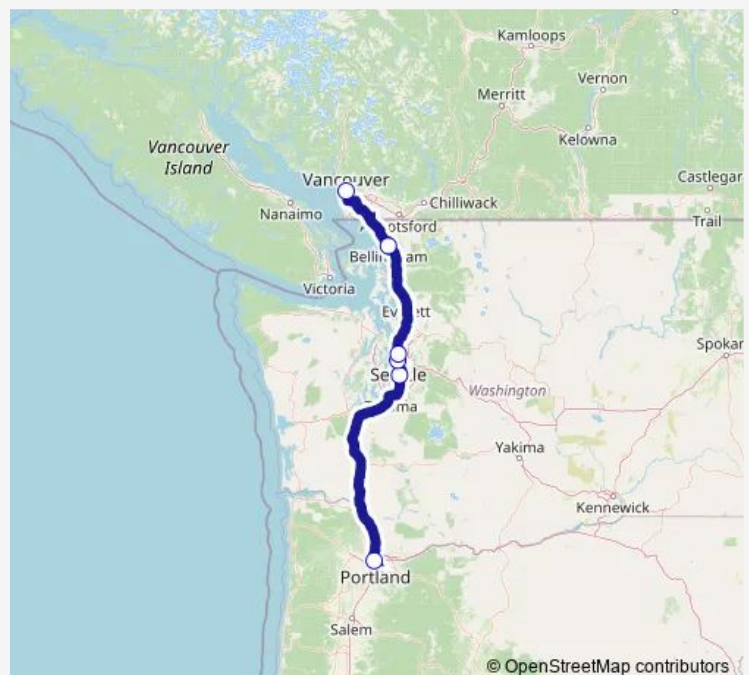 Kamloops
Vernon
Merritt
Kelowna
Vancouver
Island
Vancouver
Castlegar
Chilliwack
Nanaimo
Trail
Victoria
Spokan
Washington
Yakima
Kennewick
Portland
Salem
© OpenStreetMap contributors